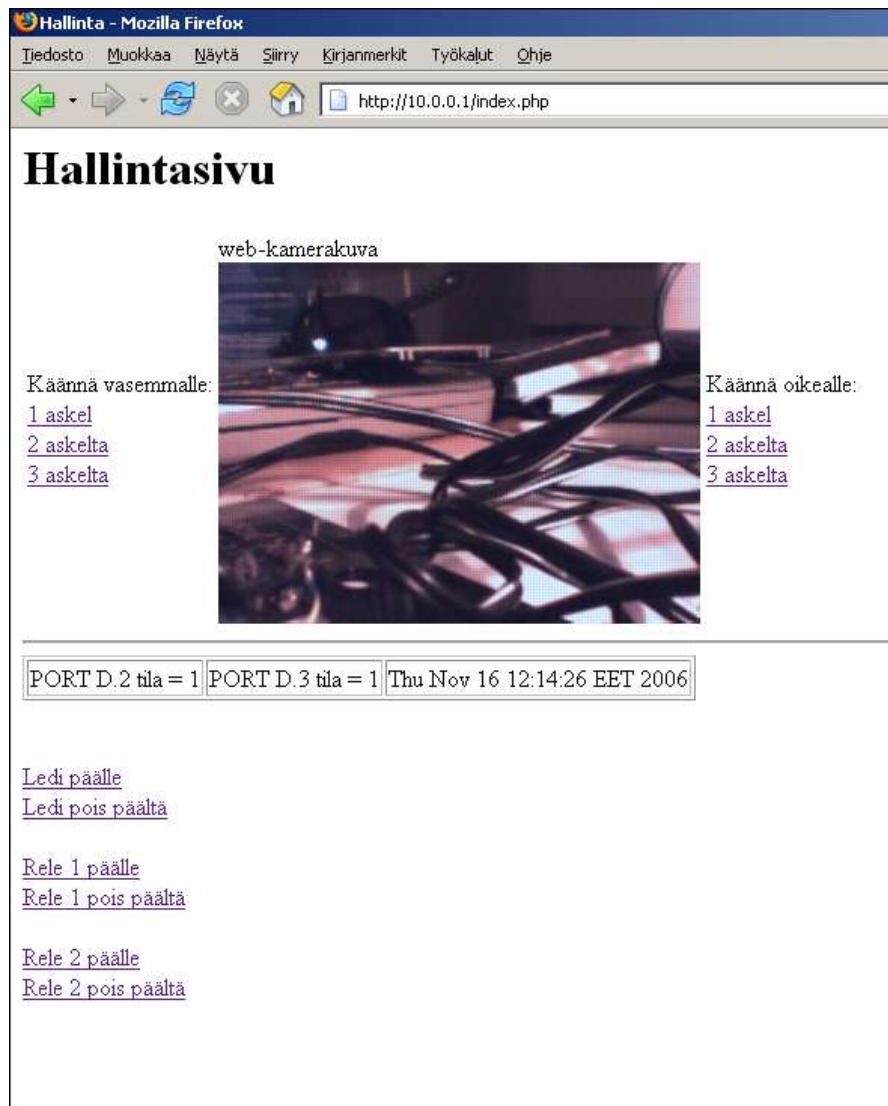 Hallinta - Mozilla Firefox
Tiedosto Muokkaa Näytä Siirry Kirjanmerkit Työkalut Ohje
http://10.0.0.1/index.php
Hallintasivu
web-kamerakuva
Käännä vasemmalle:
1 askel
2 askelta
3 askelta
Käännä oikealle:
1 askel
2 askelta
3 askelta
PORT D.2 tila = 1 PORT D.3 tila = 1 Thu Nov 16 12:14:26 EET 2006
Ledi päälle
Ledi pois päältä
Rele 1 päälle
Rele 1 pois päältä
Rele 2 päälle
Rele 2 pois päältä